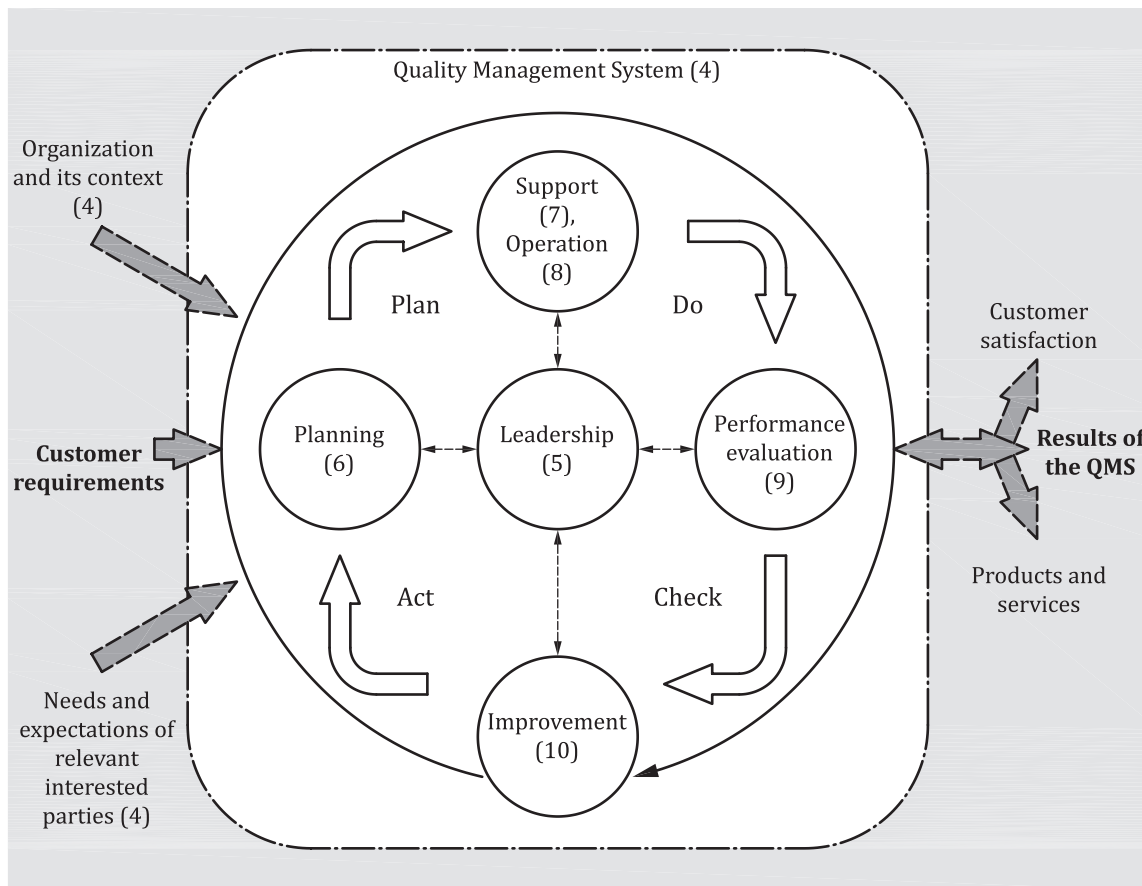 Quality Management System (4)
Organization
and its context
(4)
Support
(7),
Operation
(8)
Plan
Do
Customer
satisfaction
Planning
(6)
Leadership
(5)
Performance
evaluation
(9)
Customer
requirements
Results of
the QMS
Act
Check
Products and
services
Improvement
(10)
Needs and
expectations of
relevant
interested
parties (4)